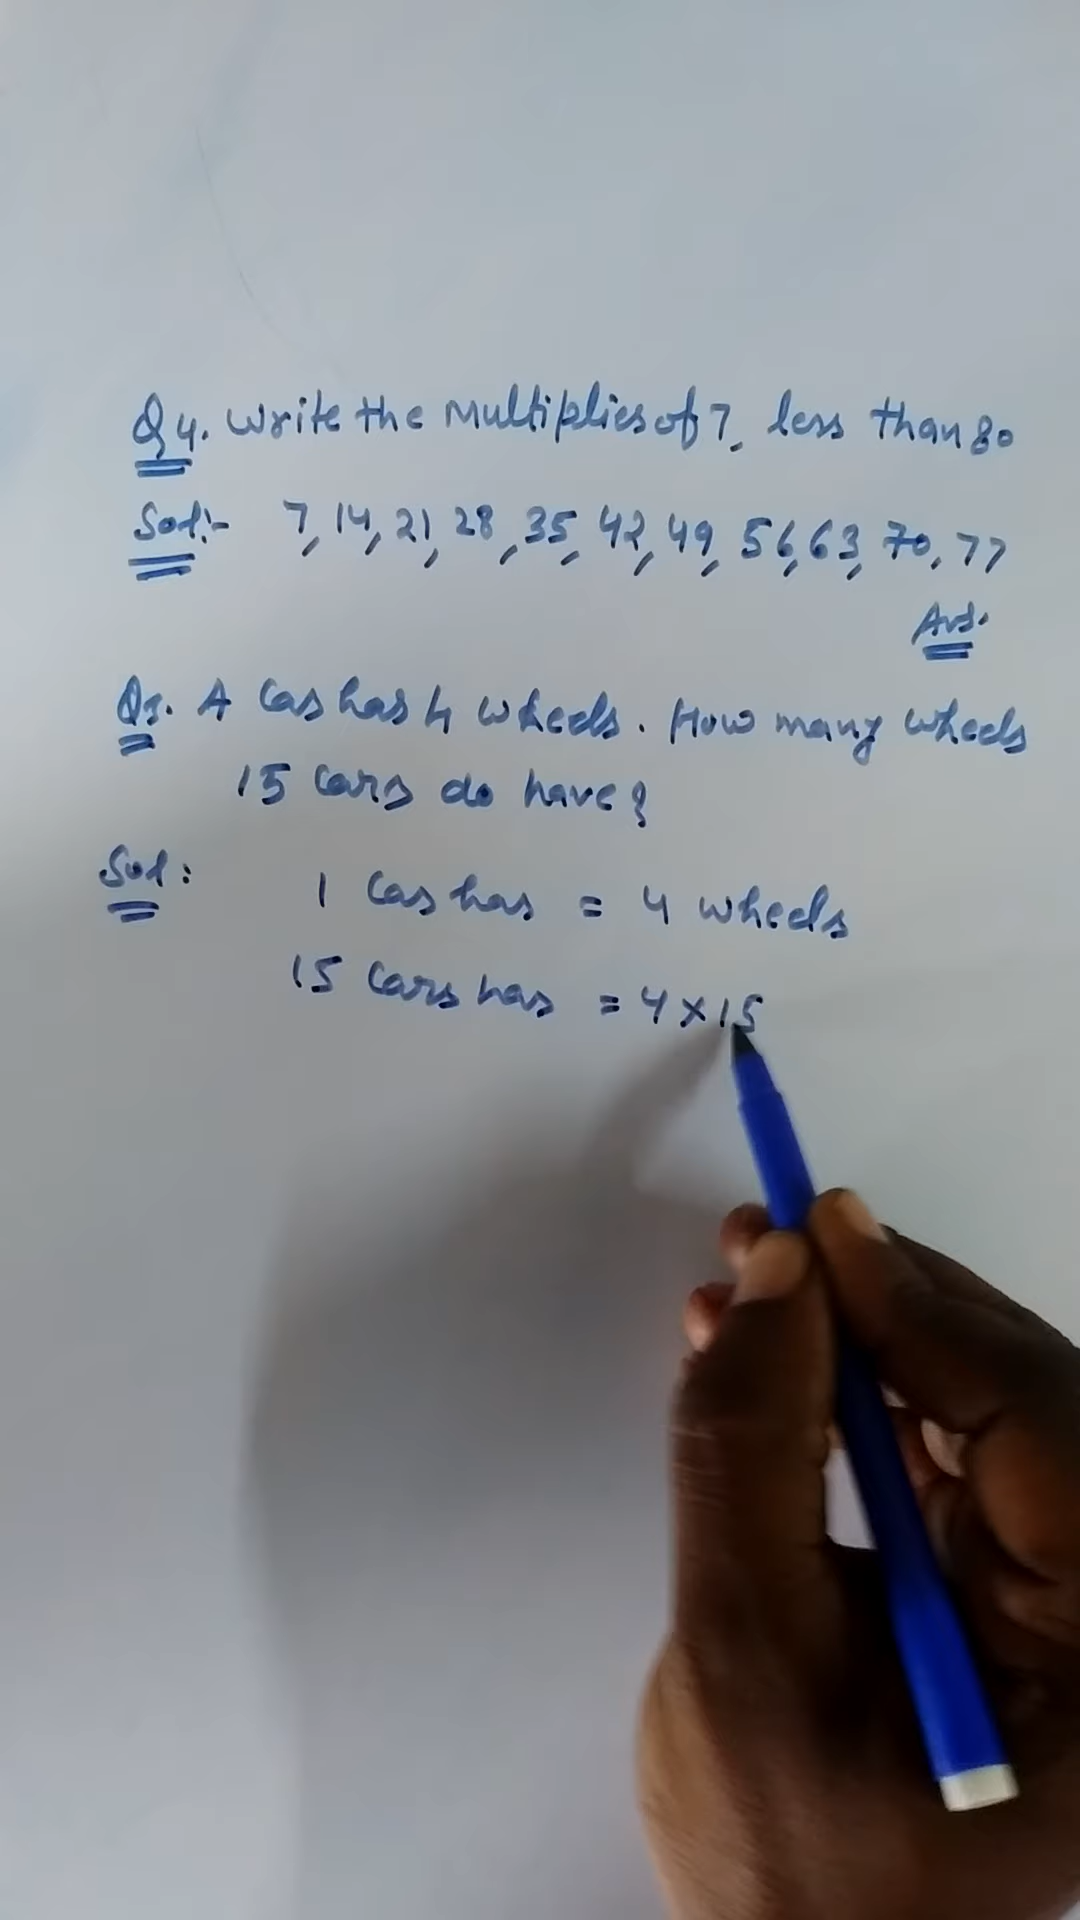 Q4. Write the Multiplies of 7, less than 80
Sol:- 7, 14, 21, 28, 35, 42, 49, 56, 63, 70, 77
Ans.
Q5. A Car has 4 wheels. How many wheels
15 Cars do have?
Sol: 1 Car has = 4 wheels
15 Cars has = 4 × 15